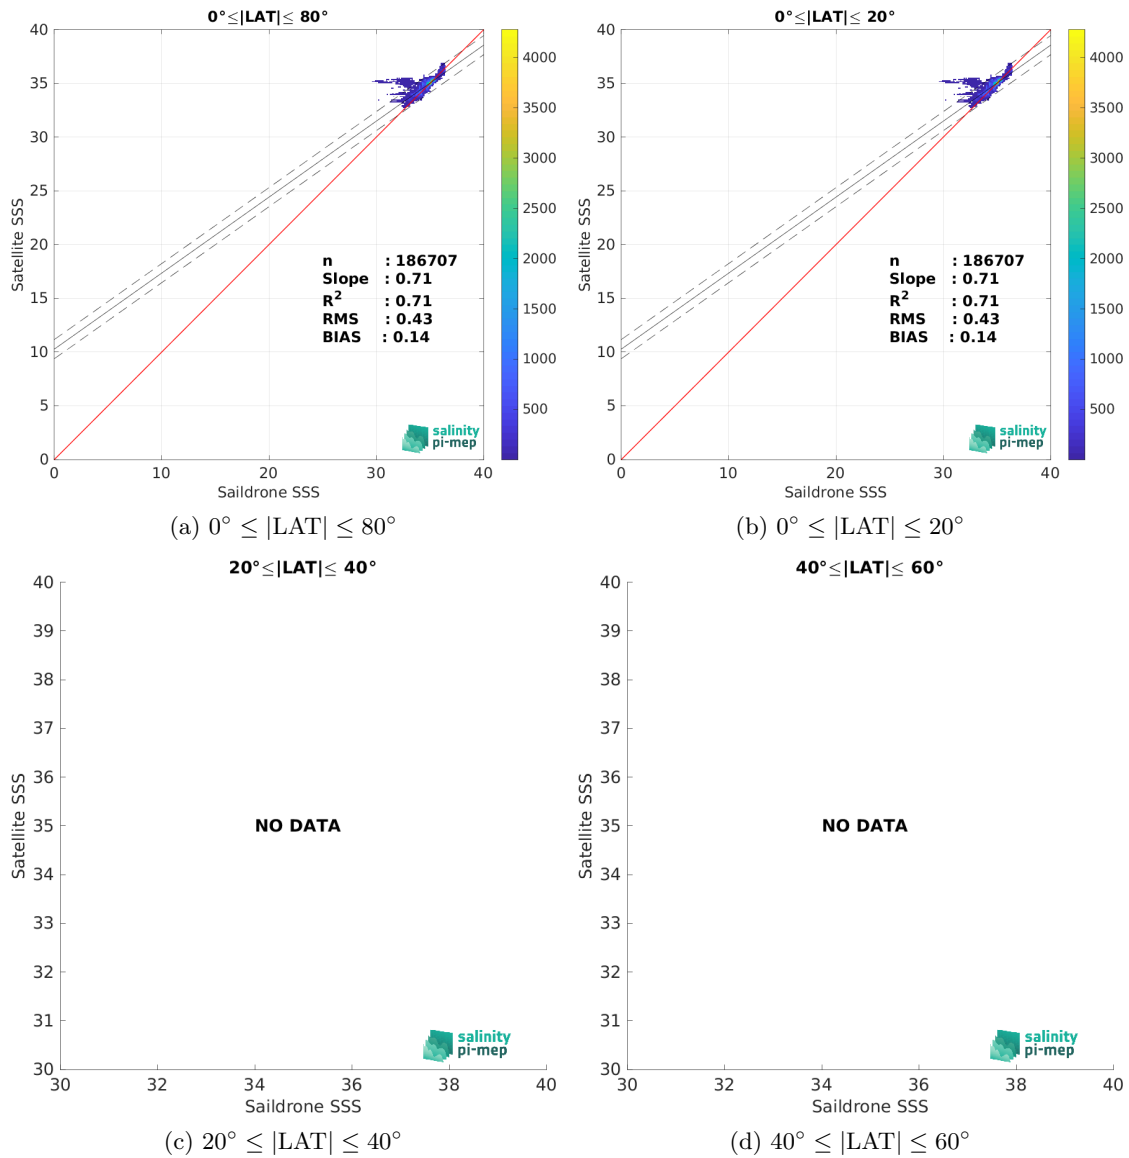 0°≤|LAT|≤ 80°
40
35
30
25
20
15
10
5
0
Satellite SSS
n : 186707
Slope : 0.71
R² : 0.71
RMS : 0.43
BIAS : 0.14
salinity
pi-mep
0 10 20 30 40
Saildrone SSS
4000
3500
3000
2500
2000
1500
1000
500
(a) 0° ≤ |LAT| ≤ 80°
0°≤|LAT|≤ 20°
40
35
30
25
20
15
10
5
0
Satellite SSS
n : 186707
Slope : 0.71
R² : 0.71
RMS : 0.43
BIAS : 0.14
salinity
pi-mep
0 10 20 30 40
Saildrone SSS
4000
3500
3000
2500
2000
1500
1000
500
(b) 0° ≤ |LAT| ≤ 20°
20°≤|LAT|≤ 40°
40
39
38
37
36
35
34
33
32
31
30
Satellite SSS
NO DATA
salinity
pi-mep
30 32 34 36 38 40
Saildrone SSS
(c) 20° ≤ |LAT| ≤ 40°
40°≤|LAT|≤ 60°
40
39
38
37
36
35
34
33
32
31
30
Satellite SSS
NO DATA
salinity
pi-mep
30 32 34 36 38 40
Saildrone SSS
(d) 40° ≤ |LAT| ≤ 60°